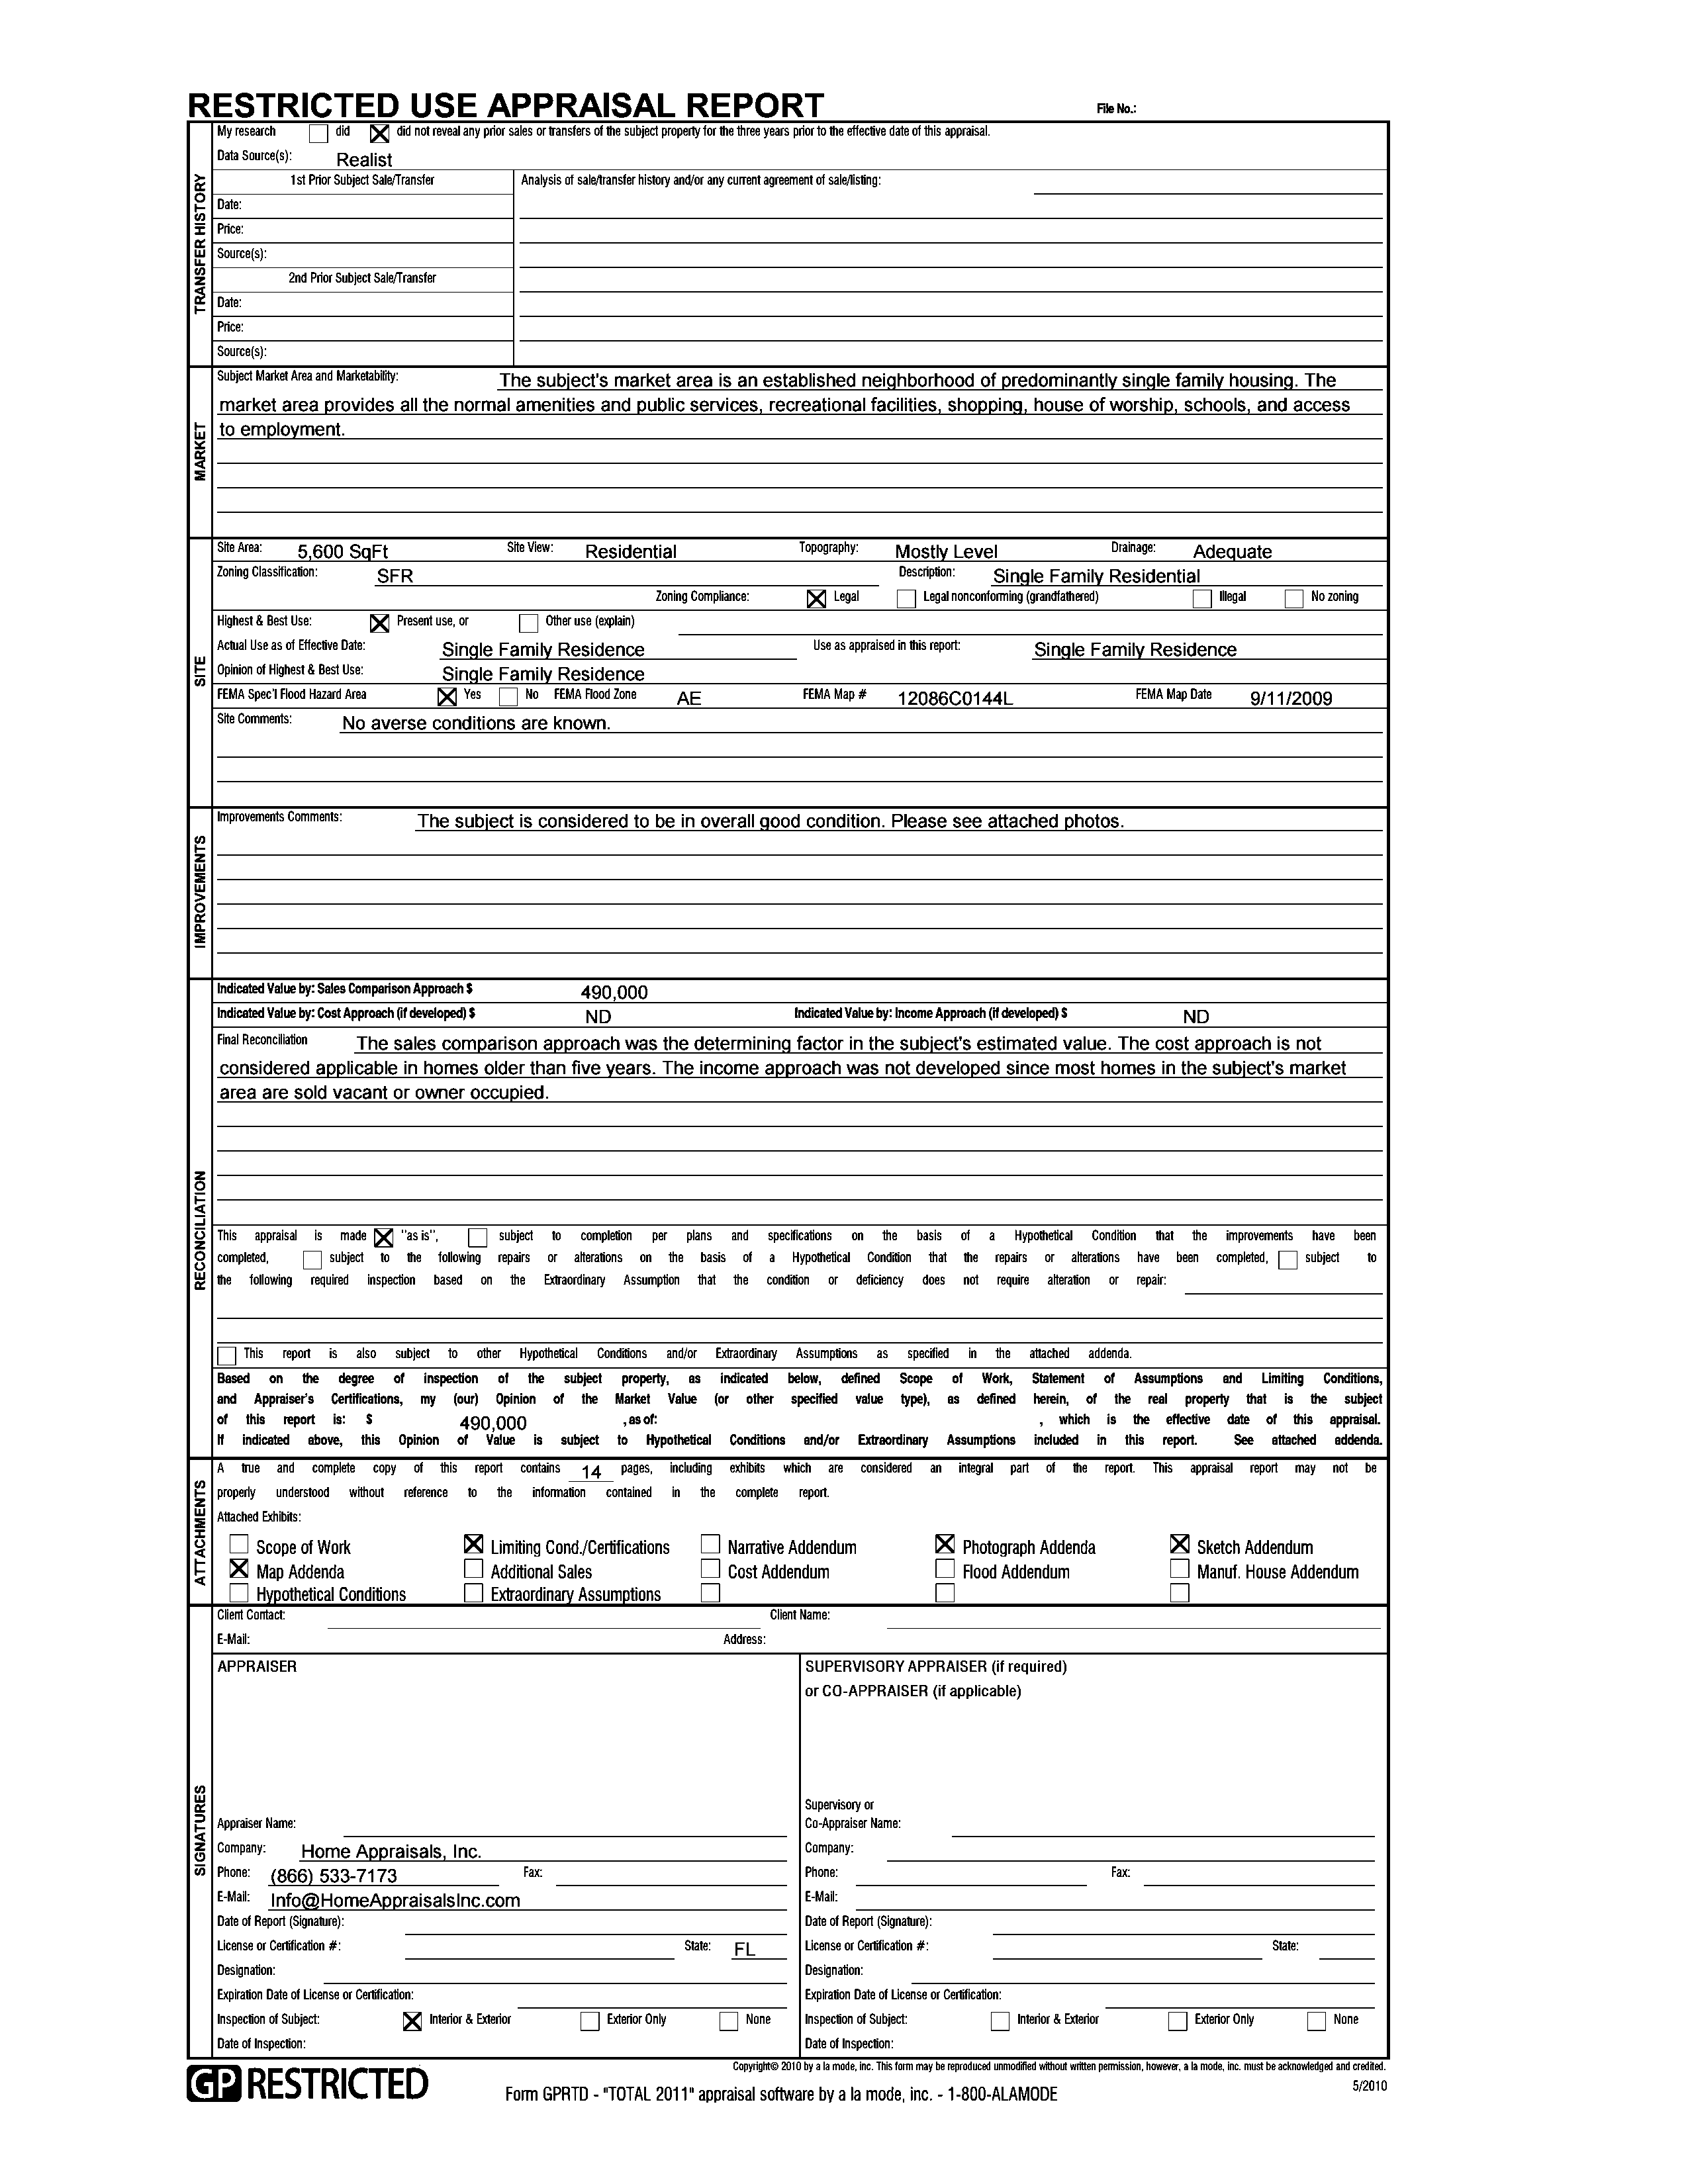 RESTRICTED USE APPRAISAL REPORT File No.:
TRANSFER HISTORY
My research did did not reveal any prior sales or transfers of the subject property for the three years prior to the effective date of this appraisal.
Data Source(s): Realist
1st Prior Subject Sale/Transfer Analysis of sale/transfer history and/or any current agreement of sale/listing:
Date:
Price:
Source(s):
2nd Prior Subject Sale/Transfer
Date:
Price:
Source(s):
MARKET
Subject Market Area and Marketability: The subject's market area is an established neighborhood of predominantly single family housing. The
market area provides all the normal amenities and public services, recreational facilities, shopping, house of worship, schools, and access
to employment.
SITE
Site Area: 5,600 SqFt Site View: Residential Topography: Mostly Level Drainage: Adequate
Zoning Classification: SFR Description: Single Family Residential
Zoning Compliance: Legal Legal nonconforming (grandfathered) Illegal No zoning
Highest & Best Use: Present use, or Other use (explain)
Actual Use as of Effective Date: Single Family Residence Use as appraised in this report: Single Family Residence
Opinion of Highest & Best Use: Single Family Residence
FEMA Spec'l Flood Hazard Area Yes No FEMA Flood Zone AE FEMA Map # 12086C0144L FEMA Map Date 9/11/2009
Site Comments: No averse conditions are known.
IMPROVEMENTS
Improvements Comments: The subject is considered to be in overall good condition. Please see attached photos.
RECONCILIATION
Indicated Value by: Sales Comparison Approach $ 490,000
Indicated Value by: Cost Approach (if developed) $ ND Indicated Value by: Income Approach (if developed) $ ND
Final Reconciliation The sales comparison approach was the determining factor in the subject's estimated value. The cost approach is not
considered applicable in homes older than five years. The income approach was not developed since most homes in the subject's market
area are sold vacant or owner occupied.
This appraisal is made "as is", subject to completion per plans and specifications on the basis of a Hypothetical Condition that the improvements have been
completed, subject to the following repairs or alterations on the basis of a Hypothetical Condition that the repairs or alterations have been completed, subject to
the following required inspection based on the Extraordinary Assumption that the condition or deficiency does not require alteration or repair:
This report is also subject to other Hypothetical Conditions and/or Extraordinary Assumptions as specified in the attached addenda.
Based on the degree of inspection of the subject property, as indicated below, defined Scope of Work, Statement of Assumptions and Limiting Conditions,
and Appraiser's Certifications, my (our) Opinion of the Market Value (or other specified value type), as defined herein, of the real property that is the subject
of this report is: $ 490,000 , as of: , which is the effective date of this appraisal.
If indicated above, this Opinion of Value is subject to Hypothetical Conditions and/or Extraordinary Assumptions included in this report. See attached addenda.
ATTACHMENTS
A true and complete copy of this report contains 14 pages, including exhibits which are considered an integral part of the report. This appraisal report may not be
properly understood without reference to the information contained in the complete report.
Attached Exhibits:
Scope of Work Limiting Cond./Certifications Narrative Addendum Photograph Addenda Sketch Addendum
Map Addenda Additional Sales Cost Addendum Flood Addendum Manuf. House Addendum
Hypothetical Conditions Extraordinary Assumptions
SIGNATURES
Client Contact: Client Name:
E-Mail: Address:
APPRAISER SUPERVISORY APPRAISER (if required)
or CO-APPRAISER (if applicable)
Supervisory or
Appraiser Name: Co-Appraiser Name:
Company: Home Appraisals, Inc. Company:
Phone: (866) 533-7173 Fax: Phone: Fax:
E-Mail: Info@HomeAppraisalsInc.com E-Mail:
Date of Report (Signature): Date of Report (Signature):
License or Certification #: State: FL License or Certification #: State:
Designation: Designation:
Expiration Date of License or Certification: Expiration Date of License or Certification:
Inspection of Subject: Interior & Exterior Exterior Only None Inspection of Subject: Interior & Exterior Exterior Only None
Date of Inspection: Date of Inspection:
GP RESTRICTED Copyright© 2010 by a la mode, inc. This form may be reproduced unmodified without written permission, however, a la mode, inc. must be acknowledged and credited.
Form GPRTD - "TOTAL 2011" appraisal software by a la mode, inc. - 1-800-ALAMODE 5/2010